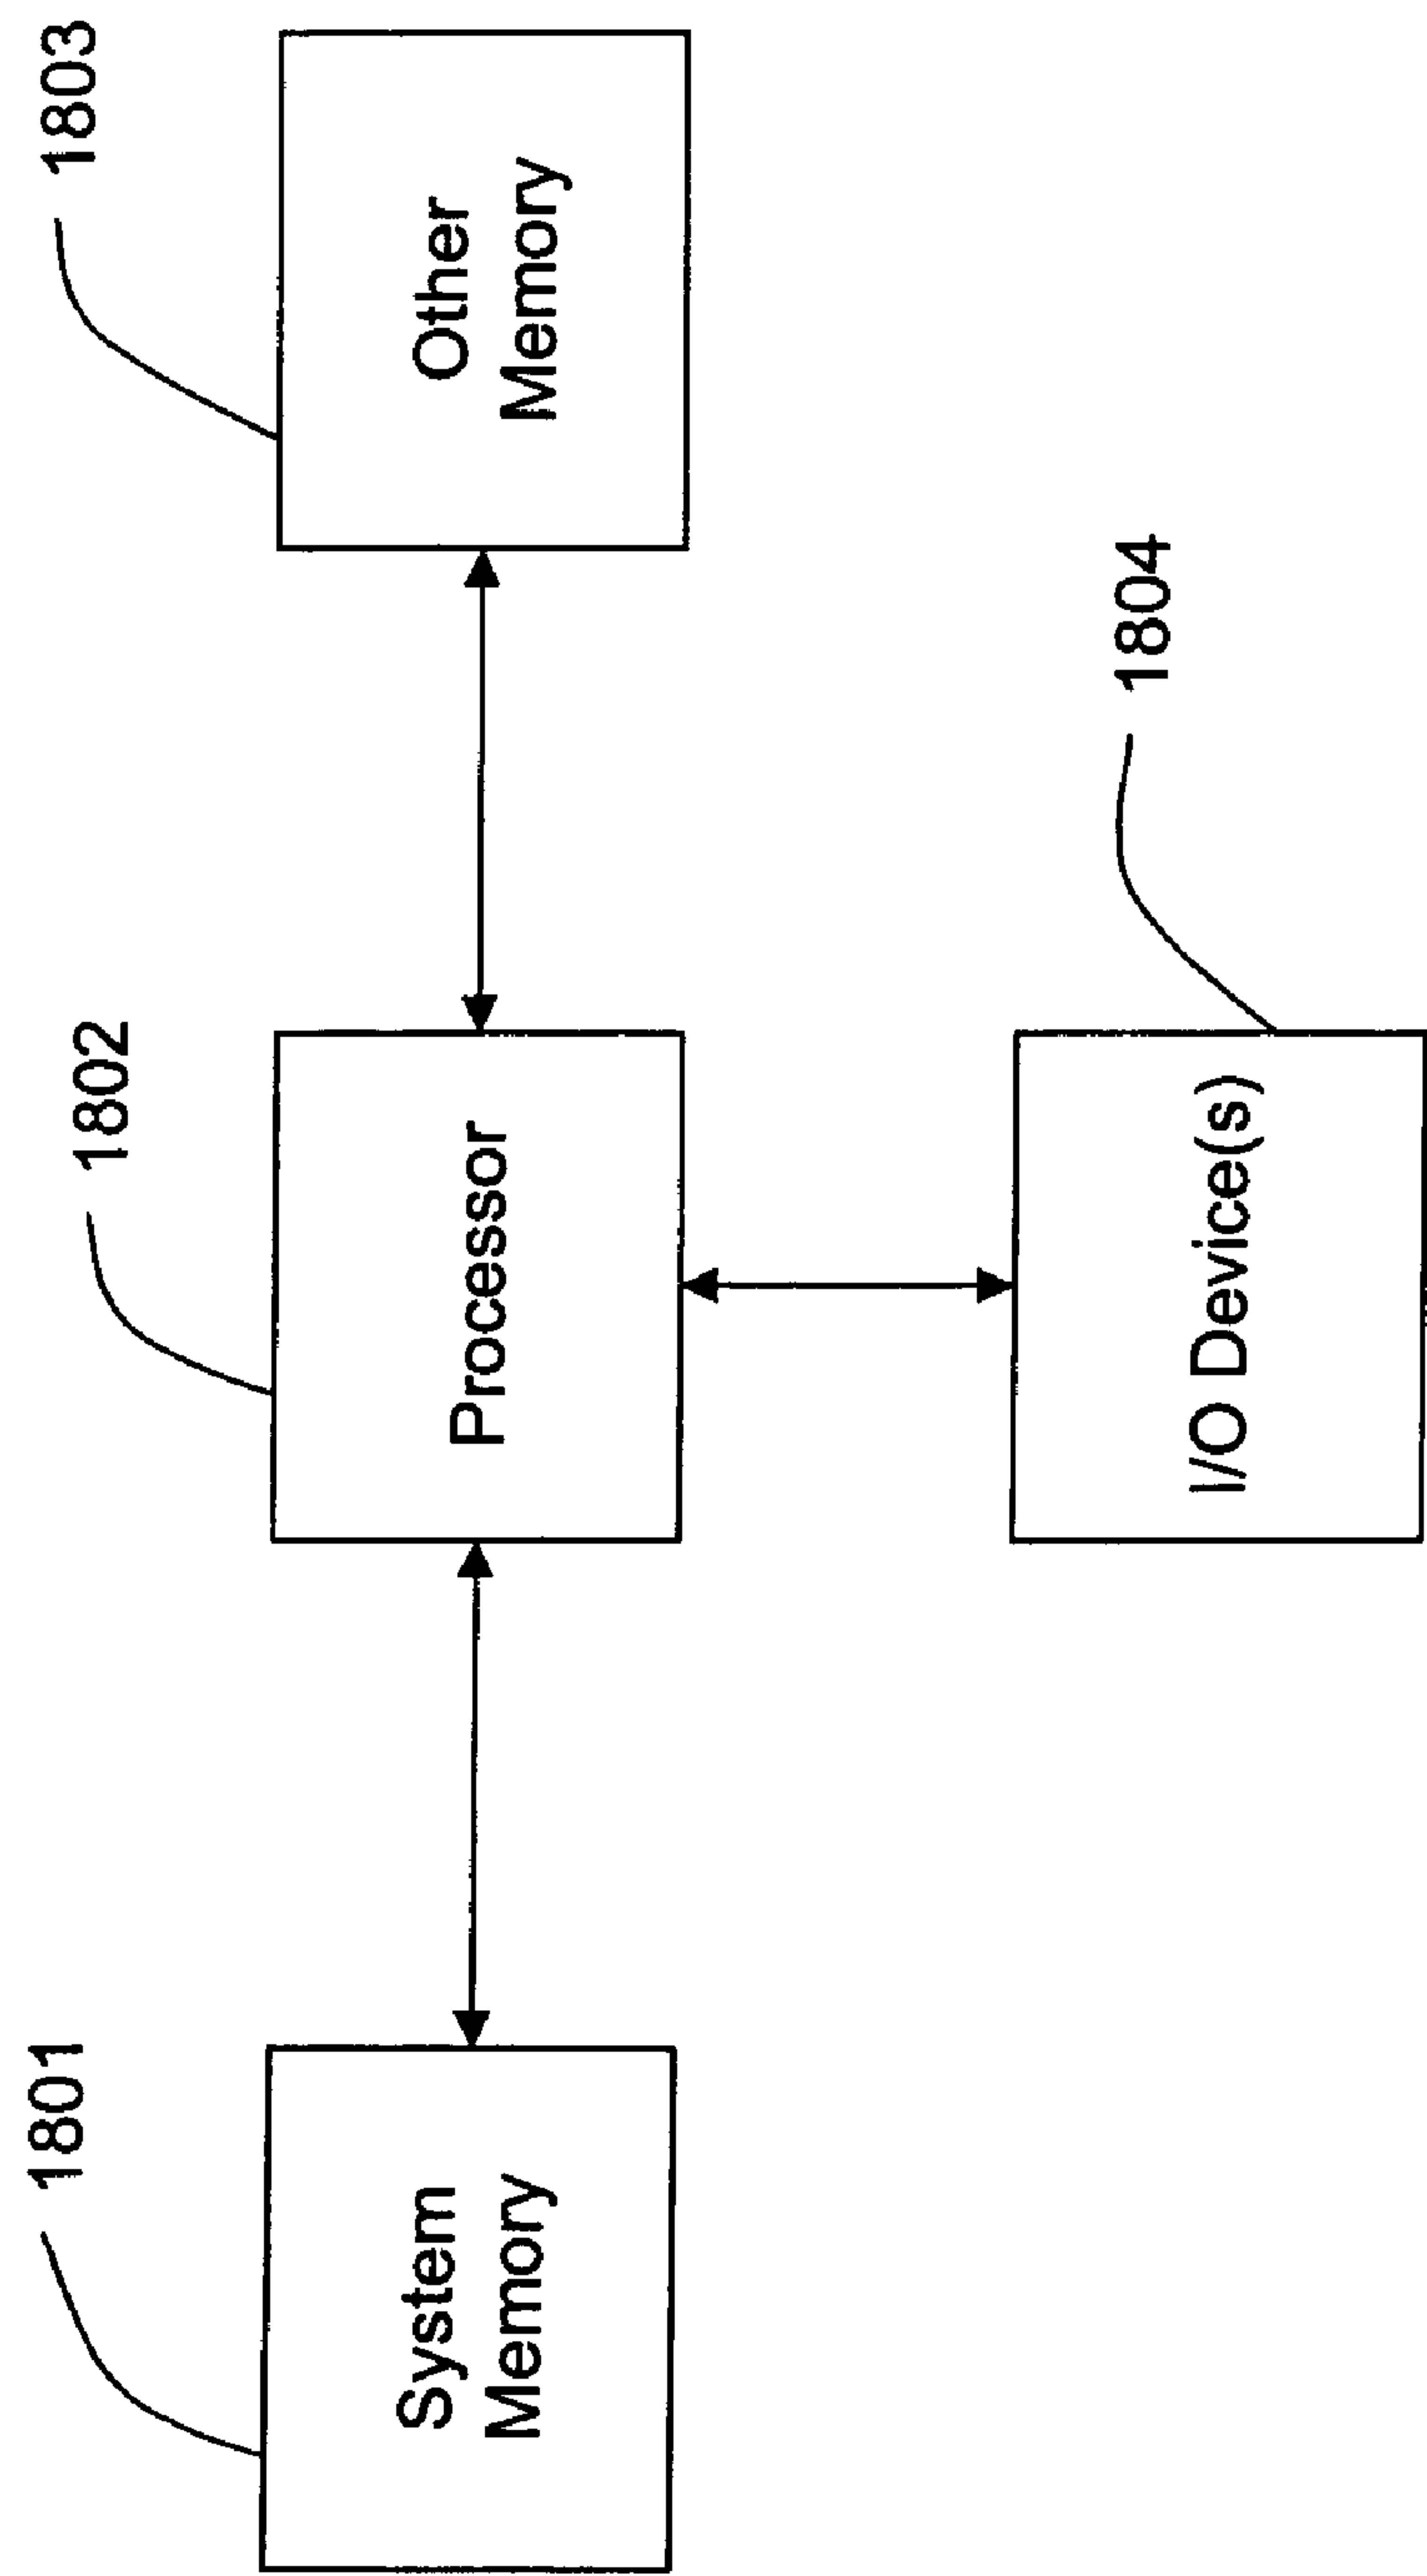 1801
1802
1803
System
Memory
Processor
Other
Memory
1804
I/O Device(s)